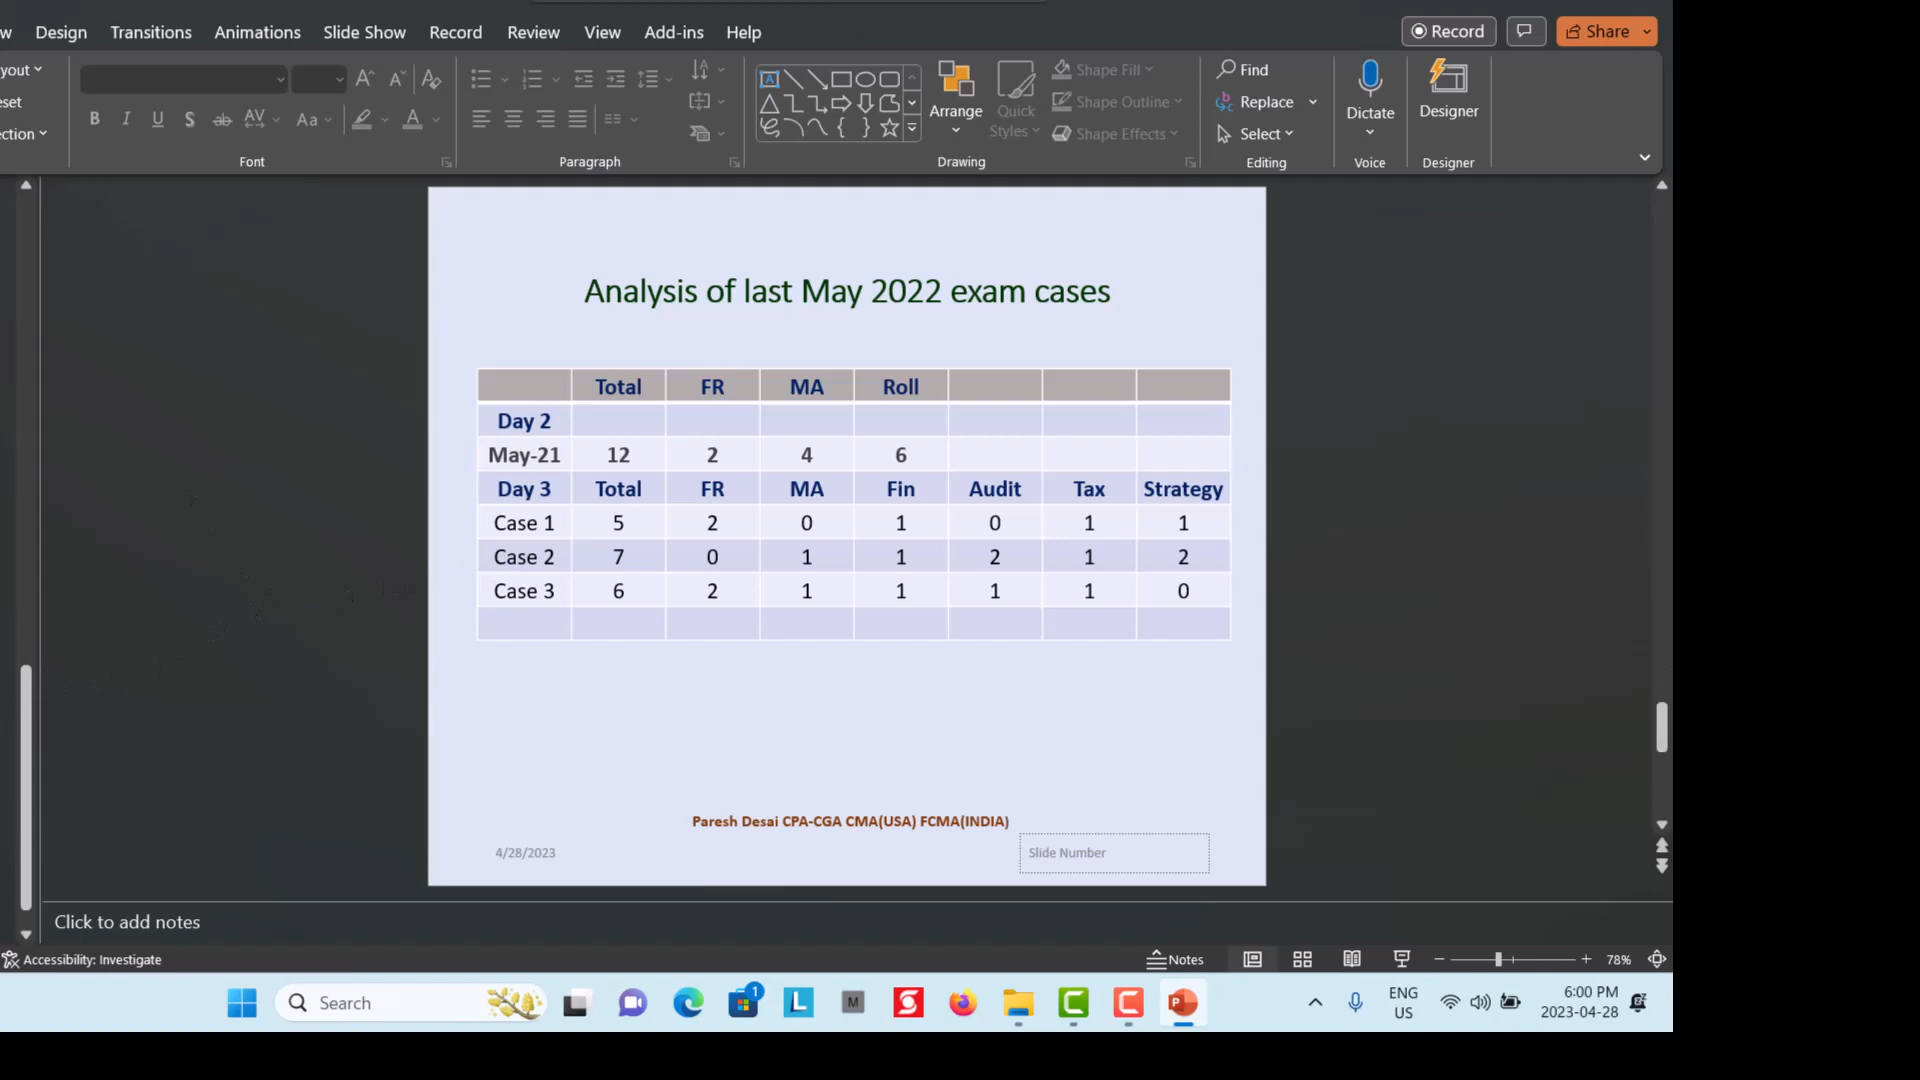 w Design Transitions Animations Slide Show Record Review View Add-ins Help Record Share
yout
eset
ection
B I U S ab AV Aa A
Arrange
Quick
Styles
Shape Fill
Shape Outline
Shape Effects
Find
Replace
Select
Dictate
Designer
Font Paragraph Drawing Editing Voice Designer
Analysis of last May 2022 exam cases
Total FR MA Roll
Day 2
May-21 12 2 4 6
Day 3 Total FR MA Fin Audit Tax Strategy
Case 1 5 2 0 1 0 1 1
Case 2 7 0 1 1 2 1 2
Case 3 6 2 1 1 1 1 0
Paresh Desai CPA-CGA CMA(USA) FCMA(INDIA)
4/28/2023 Slide Number
Click to add notes
Accessibility: Investigate Notes 78%
Search 1 L M S C C P ENG
US
6:00 PM
2023-04-28